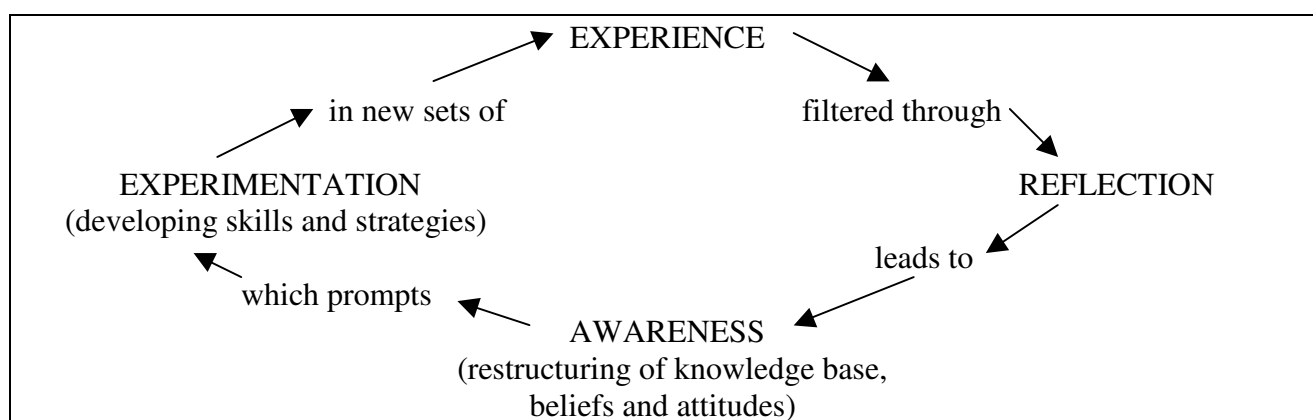 EXPERIENCE
filtered through
REFLECTION
leads to
AWARENESS
(restructuring of knowledge base,
beliefs and attitudes)
which prompts
EXPERIMENTATION
(developing skills and strategies)
in new sets of